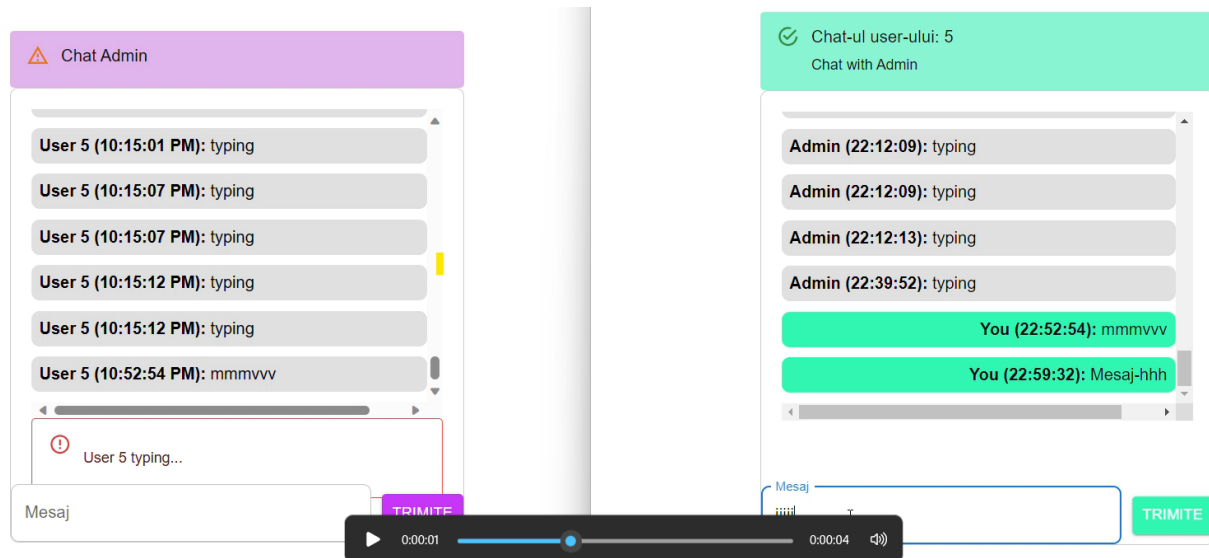 Chat Admin
User 5 (10:15:01 PM): typing
User 5 (10:15:07 PM): typing
User 5 (10:15:07 PM): typing
User 5 (10:15:12 PM): typing
User 5 (10:15:12 PM): typing
User 5 (10:52:54 PM): mmmvvv
User 5 typing...
Mesaj
TRIMITE
Chat-ul user-ului: 5
Chat with Admin
Admin (22:12:09): typing
Admin (22:12:09): typing
Admin (22:12:13): typing
Admin (22:39:52): typing
You (22:52:54): mmmvvv
You (22:59:32): Mesaj-hhh
Mesaj
TRIMITE
0:00:01
0:00:04